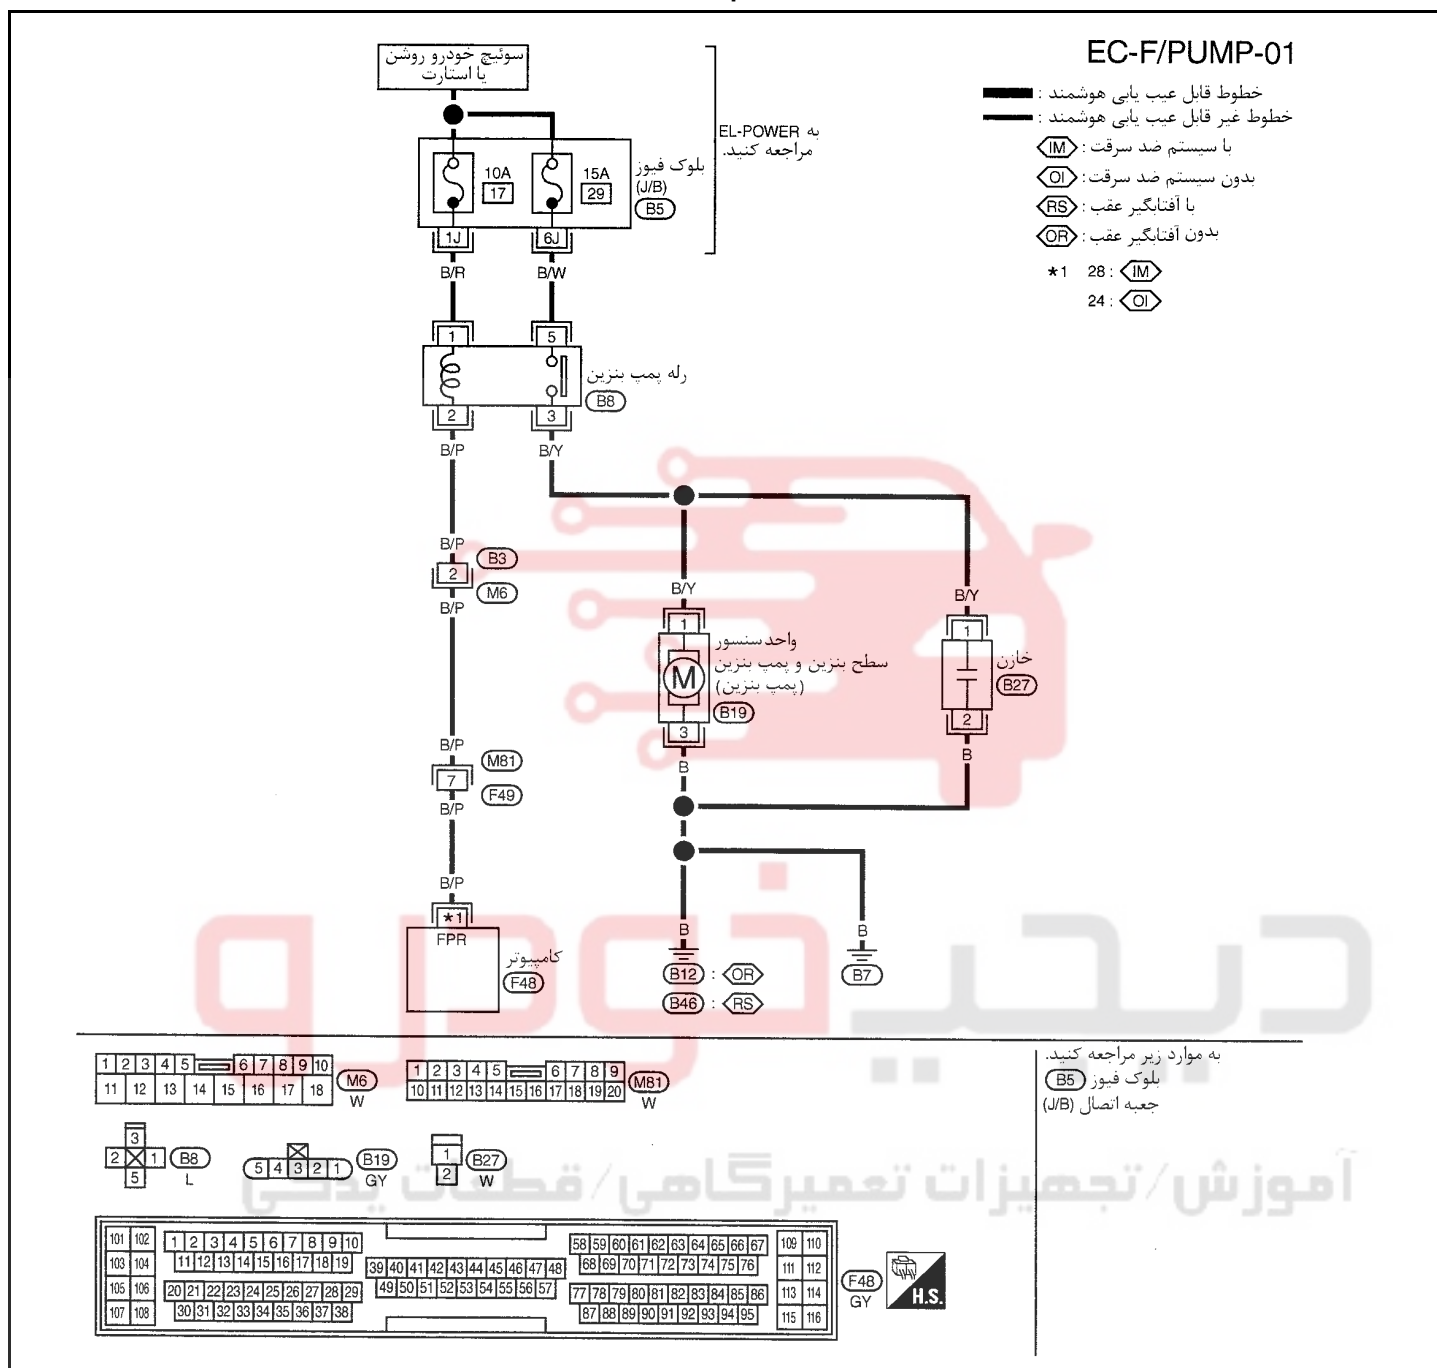 EC-F/PUMP-01
سوئیچ خودرو روشن
یا استارت
خطوط قابل عیب یابی هوشمند :
خطوط غیر قابل عیب یابی هوشمند :
با سیستم ضد سرقت : IM
بدون سیستم ضد سرقت : OI
با آفتابگیر عقب : RS
بدون آفتابگیر عقب : OR
*1 28 : IM
24 : OI
به EL-POWER
مراجعه کنید.
10A
17
15A
29
بلوک فیوز
(J/B)
B5
1J 6J
B/R B/W
1 5
رله پمپ بنزین
B8
2 3
B/P B/Y
B/P
B3
2
M6
B/P
B/Y
B/Y
1
1
واحد سنسور
سطح بنزین و پمپ بنزین
(پمپ بنزین)
M
B19
3
خازن
B27
2
B/P
M81
7
F49
B/P
B
B
B/P
*1
FPR
کامپیوتر
F48
B
B
B12 : OR
B46 : RS
B7
1 2 3 4 5 6 7 8 9 10
11 12 13 14 15 16 17 18
M6
W
1 2 3 4 5 6 7 8 9
10 11 12 13 14 15 16 17 18 19 20
M81
W
به موارد زیر مراجعه کنید.
بلوک فیوز B5
جعبه اتصال (J/B)
3
2 1
5
B8
L
5 4 3 2 1
B19
GY
1
2
B27
W
101 102
103 104
105 106
107 108
1 2 3 4 5 6 7 8 9 10
11 12 13 14 15 16 17 18 19
20 21 22 23 24 25 26 27 28 29
30 31 32 33 34 35 36 37 38
39 40 41 42 43 44 45 46 47 48
49 50 51 52 53 54 55 56 57
58 59 60 61 62 63 64 65 66 67
68 69 70 71 72 73 74 75 76
77 78 79 80 81 82 83 84 85 86
87 88 89 90 91 92 93 94 95
109 110
111 112
113 114
115 116
F48
GY
H.S.
دیجیت خودرو
آموزش/تجهیزات تعمیرگاهی/قطعات یدکی